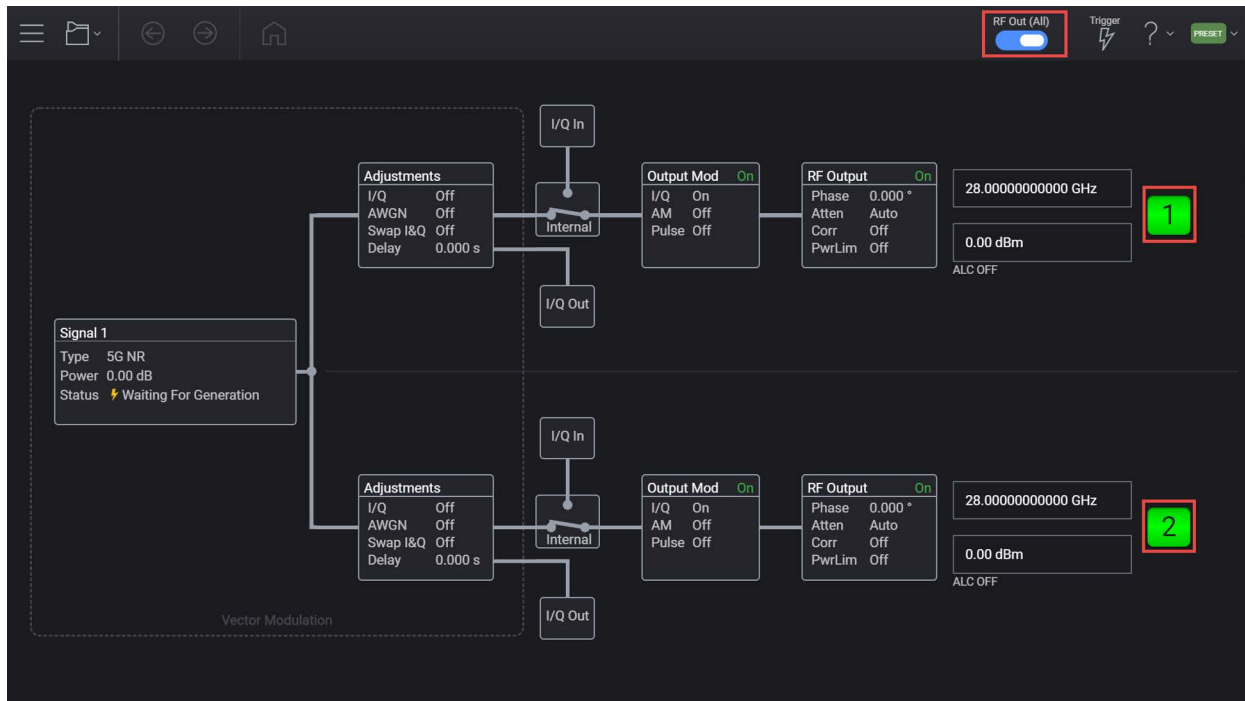 RF Out (All)
Trigger
?
PRESET
I/Q In
Adjustments
I/Q Off
AWGN Off
Swap I&Q Off
Delay 0.000 s
Internal
Output Mod On
I/Q On
AM Off
Pulse Off
RF Output On
Phase 0.000 °
Atten Auto
Corr Off
PwrLim Off
28.00000000000 GHz
0.00 dBm
ALC OFF
1
I/Q Out
Signal 1
Type 5G NR
Power 0.00 dB
Status Waiting For Generation
I/Q In
Adjustments
I/Q Off
AWGN Off
Swap I&Q Off
Delay 0.000 s
Internal
Output Mod On
I/Q On
AM Off
Pulse Off
RF Output On
Phase 0.000 °
Atten Auto
Corr Off
PwrLim Off
28.00000000000 GHz
0.00 dBm
ALC OFF
2
I/Q Out
Vector Modulation